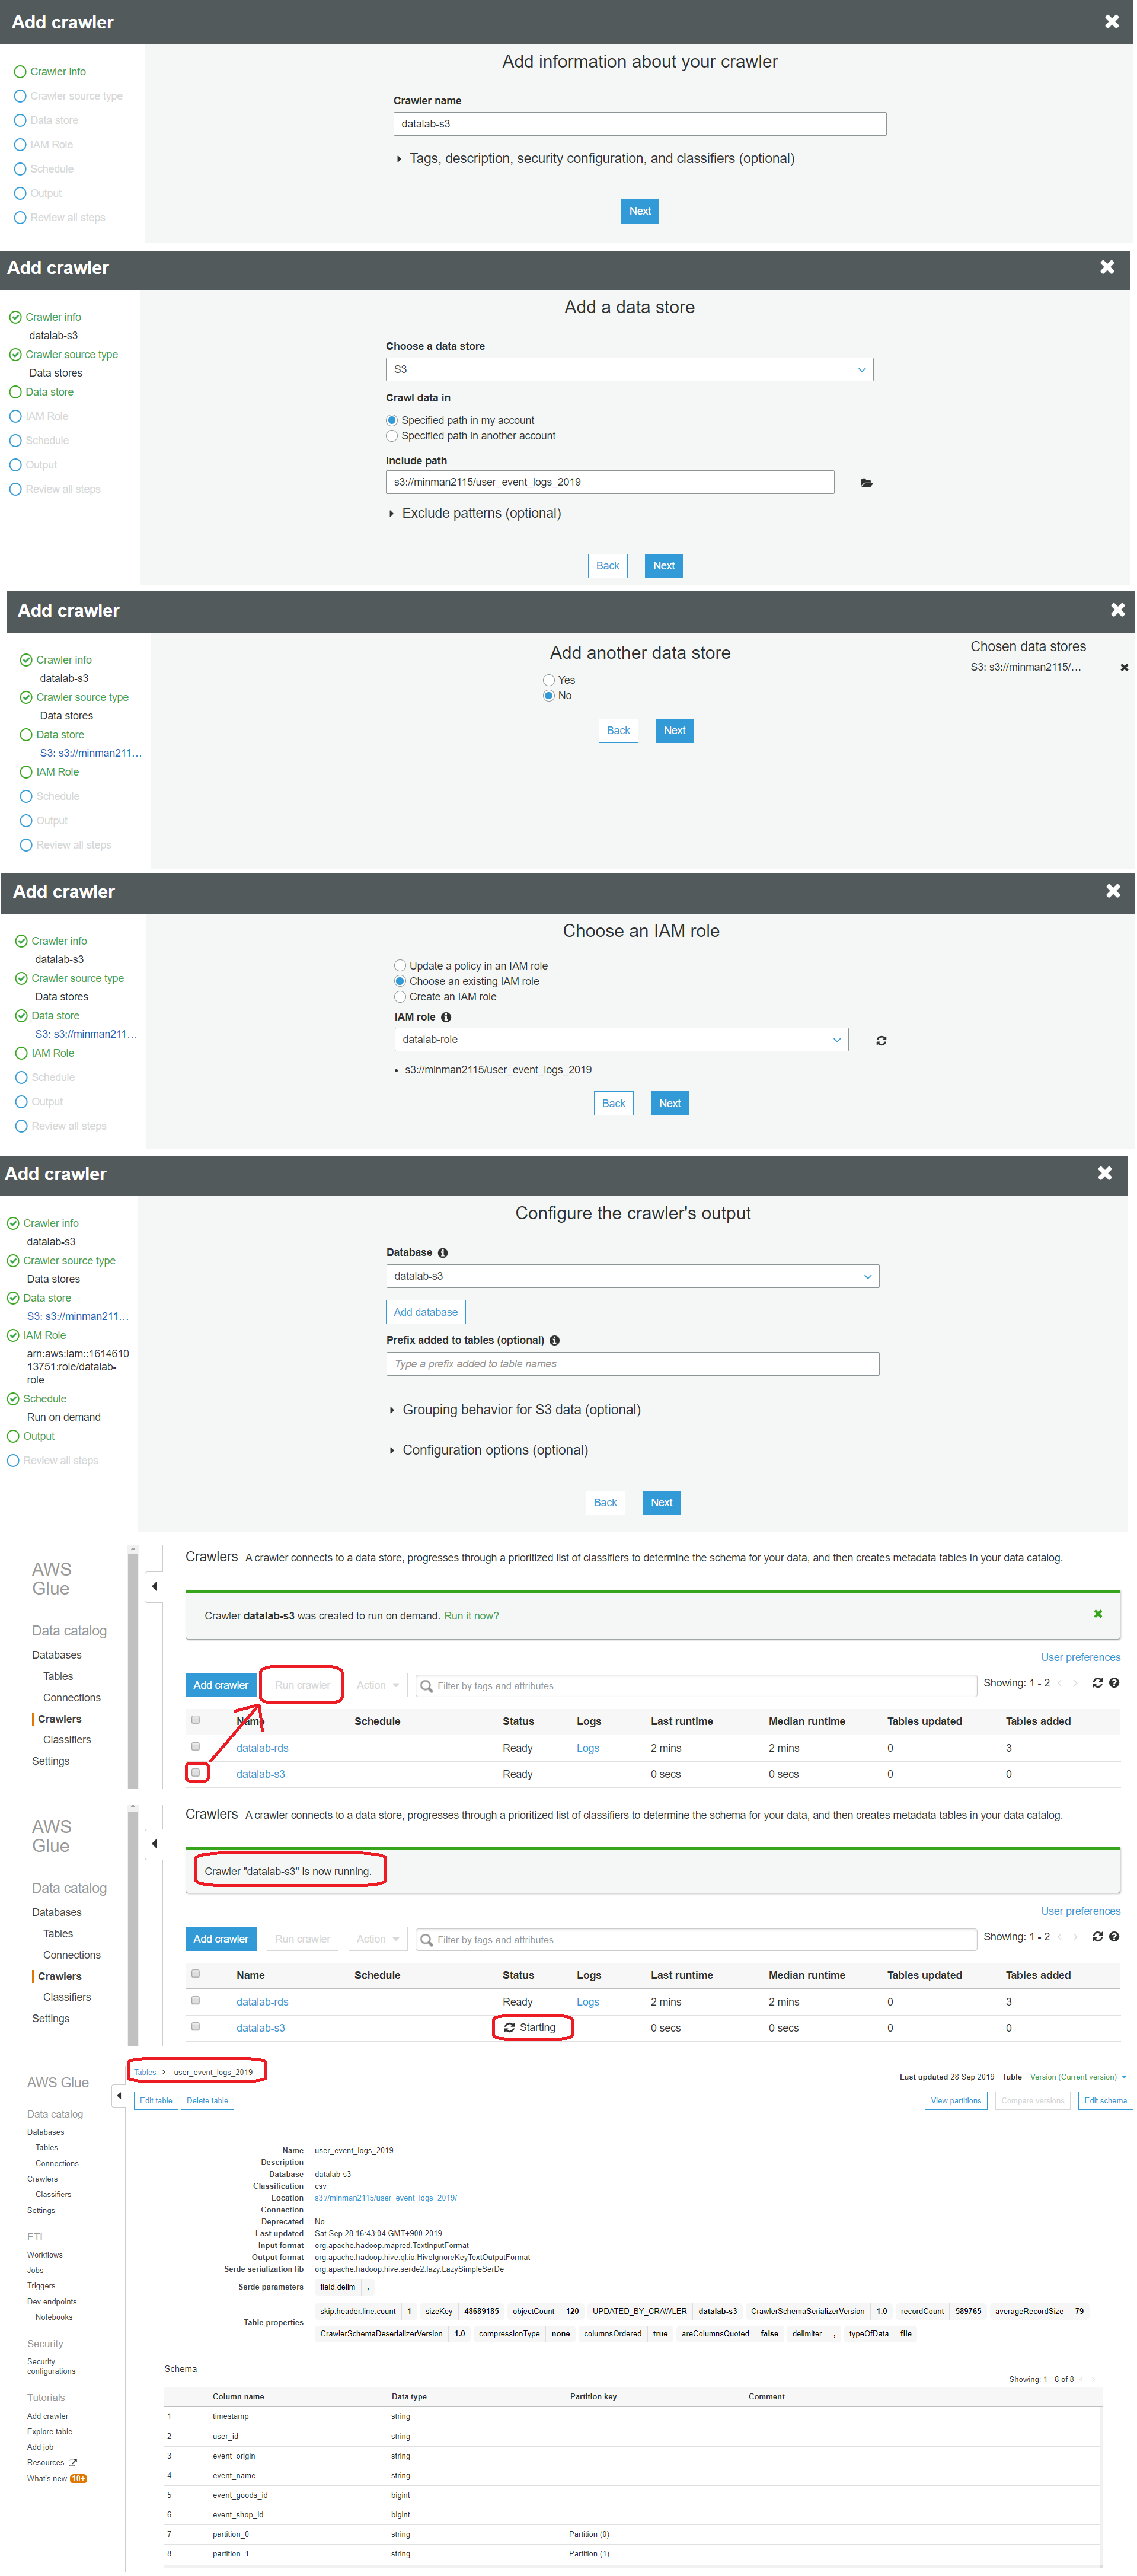 Add crawler
Crawler info
Crawler source type
Data store
IAM Role
Schedule
Output
Review all steps
Add information about your crawler
Crawler name
datalab-s3
Tags, description, security configuration, and classifiers (optional)
Next
Add crawler
Crawler info
datalab-s3
Crawler source type
Data stores
Data store
IAM Role
Schedule
Output
Review all steps
Add a data store
Choose a data store
S3
Crawl data in
Specified path in my account
Specified path in another account
Include path
s3://minman2115/user_event_logs_2019
Exclude patterns (optional)
Back Next
Add crawler
Crawler info
datalab-s3
Crawler source type
Data stores
Data store
S3: s3://minman211...
IAM Role
Schedule
Output
Review all steps
Add another data store
Yes
No
Back Next
Chosen data stores
S3: s3://minman2115/...
Add crawler
Crawler info
datalab-s3
Crawler source type
Data stores
Data store
S3: s3://minman211...
IAM Role
Schedule
Output
Review all steps
Choose an IAM role
Update a policy in an IAM role
Choose an existing IAM role
Create an IAM role
IAM role
datalab-role
• s3://minman2115/user_event_logs_2019
Back Next
Add crawler
Crawler info
datalab-s3
Crawler source type
Data stores
Data store
S3: s3://minman211...
IAM Role
arn:aws:iam::1614610
13751:role/datalab-
role
Schedule
Run on demand
Output
Review all steps
Configure the crawler's output
Database
datalab-s3
Add database
Prefix added to tables (optional)
Type a prefix added to table names
Grouping behavior for S3 data (optional)
Configuration options (optional)
Back Next
AWS
Glue
Data catalog
Databases
Tables
Connections
Crawlers
Classifiers
Settings
Crawlers A crawler connects to a data store, progresses through a prioritized list of classifiers to determine the schema for your data, and then creates metadata tables in your data catalog.
Crawler datalab-s3 was created to run on demand. Run it now?
User preferences
Add crawler Run crawler Action Filter by tags and attributes Showing: 1 - 2
Name Schedule Status Logs Last runtime Median runtime Tables updated Tables added
datalab-rds Ready Logs 2 mins 2 mins 0 3
datalab-s3 Ready 0 secs 0 secs 0 0
AWS
Glue
Data catalog
Databases
Tables
Connections
Crawlers
Classifiers
Settings
Crawlers A crawler connects to a data store, progresses through a prioritized list of classifiers to determine the schema for your data, and then creates metadata tables in your data catalog.
Crawler "datalab-s3" is now running.
User preferences
Add crawler Run crawler Action Filter by tags and attributes Showing: 1 - 2
Name Schedule Status Logs Last runtime Median runtime Tables updated Tables added
datalab-rds Ready Logs 2 mins 2 mins 0 3
datalab-s3 Starting 0 secs 0 secs 0 0
AWS Glue
Data catalog
Databases
Tables
Connections
Crawlers
Classifiers
Settings
ETL
Workflows
Jobs
Triggers
Dev endpoints
Notebooks
Security
Security
configurations
Tutorials
Add crawler
Explore table
Add job
Resources
What's new 10+
Tables > user_event_logs_2019
Last updated 28 Sep 2019 Table Version (Current version)
Edit table Delete table
View partitions Compare versions Edit schema
Name user_event_logs_2019
Description
Database datalab-s3
Classification csv
Location s3://minman2115/user_event_logs_2019/
Connection
Deprecated No
Last updated Sat Sep 28 16:43:04 GMT+900 2019
Input format org.apache.hadoop.mapred.TextInputFormat
Output format org.apache.hadoop.hive.ql.io.HiveIgnoreKeyTextOutputFormat
Serde serialization lib org.apache.hadoop.hive.serde2.lazy.LazySimpleSerDe
Serde parameters field.delim ,
Table properties
skip.header.line.count 1 sizeKey 48689185 objectCount 120 UPDATED_BY_CRAWLER datalab-s3 CrawlerSchemaSerializerVersion 1.0 recordCount 589765 averageRecordSize 79
CrawlerSchemaDeserializerVersion 1.0 compressionType none columnsOrdered true areColumnsQuoted false delimiter , typeOfData file
Schema
Showing: 1 - 8 of 8
Column name Data type Partition key Comment
1 timestamp string
2 user_id string
3 event_origin string
4 event_name string
5 event_goods_id bigint
6 event_shop_id bigint
7 partition_0 string Partition (0)
8 partition_1 string Partition (1)